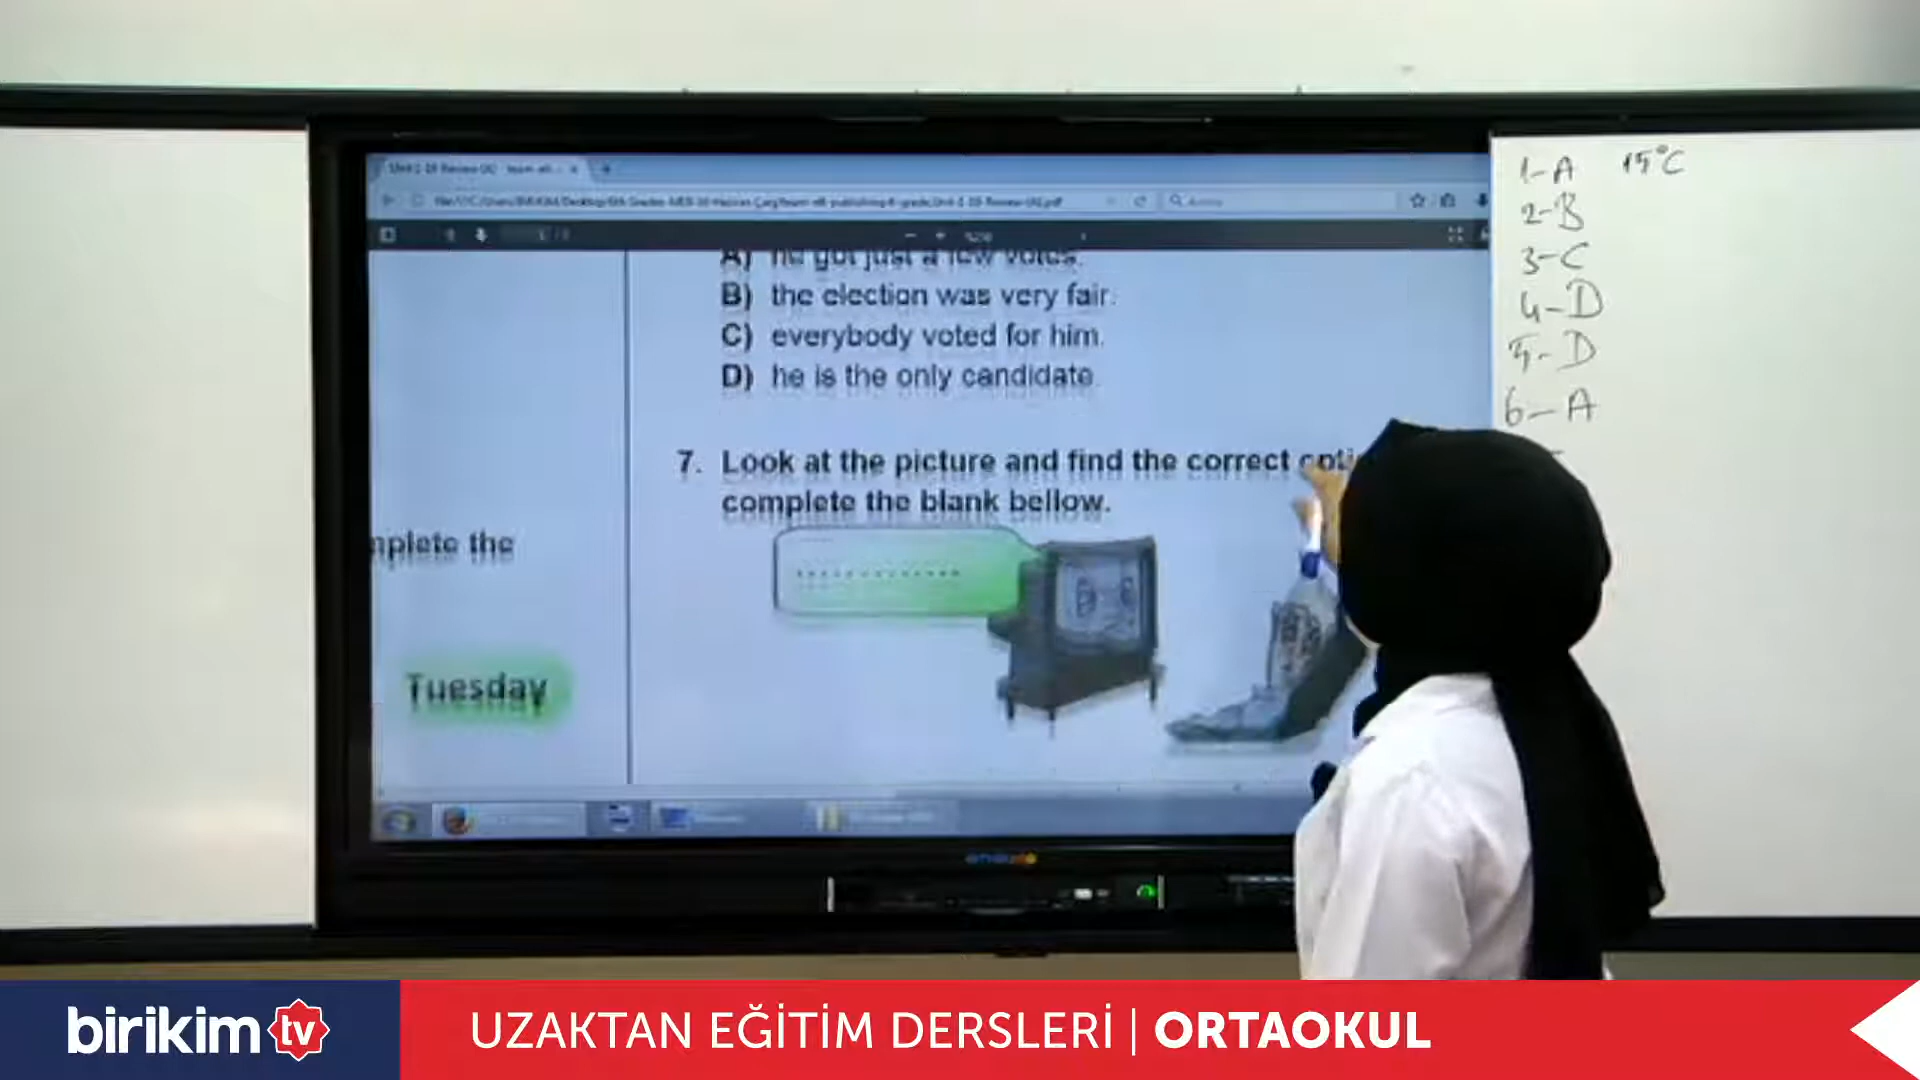 A) he got just a few votes.
B) the election was very fair.
C) everybody voted for him.
D) he is the only candidate.
7. Look at the picture and find the correct
complete the blank bellow.
.............
the
Tuesday
1-A 15°C
2-B
3-C
4-D
5-D
6-A
birikim tv
UZAKTAN EĞİTİM DERSLERİ | ORTAOKUL